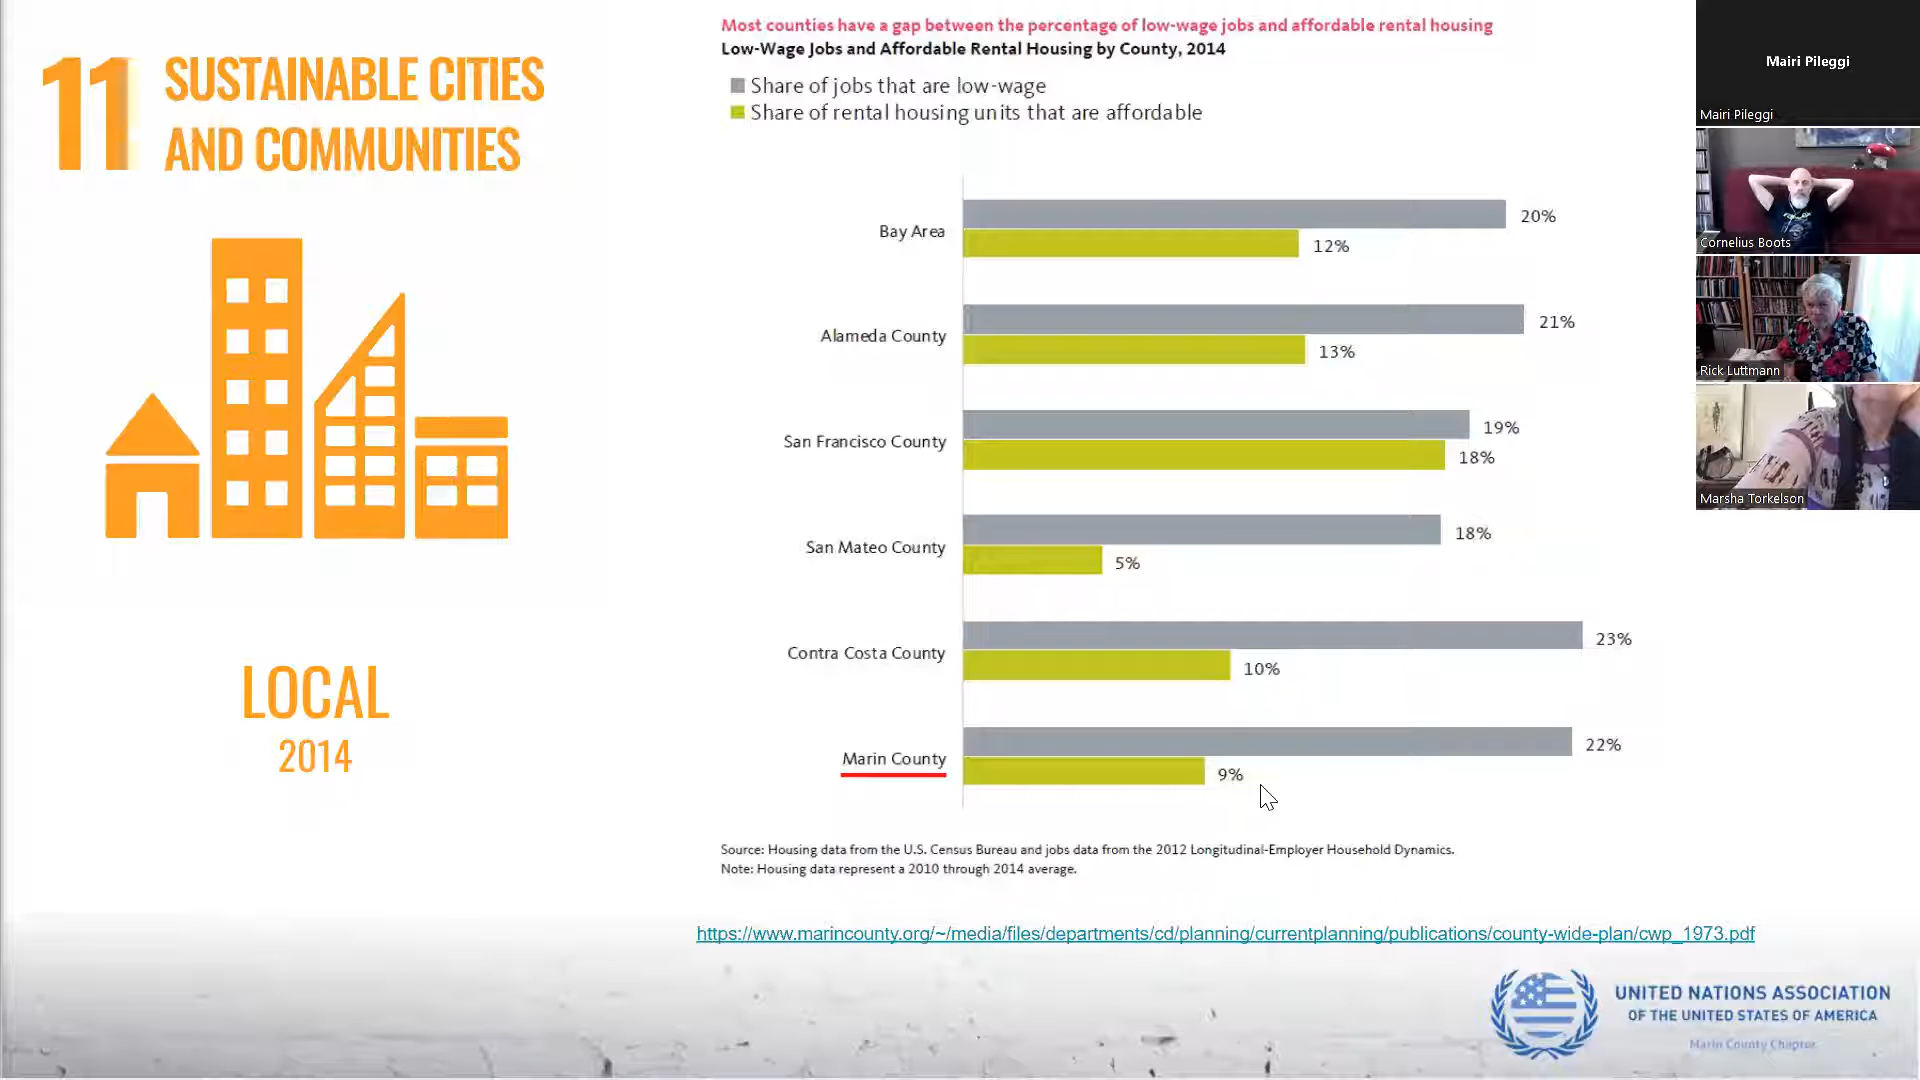 11 SUSTAINABLE CITIES
AND COMMUNITIES
LOCAL
2014
Most counties have a gap between the percentage of low-wage jobs and affordable rental housing
Low-Wage Jobs and Affordable Rental Housing by County, 2014
Share of jobs that are low-wage
Share of rental housing units that are affordable
Bay Area
20%
12%
Alameda County
21%
13%
San Francisco County
19%
18%
San Mateo County
18%
5%
Contra Costa County
23%
10%
Marin County
22%
9%
Source: Housing data from the U.S. Census Bureau and jobs data from the 2012 Longitudinal-Employer Household Dynamics.
Note: Housing data represent a 2010 through 2014 average.
https://www.marincounty.org/~/media/files/departments/cd/planning/currentplanning/publications/county-wide-plan/cwp_1973.pdf
UNITED NATIONS ASSOCIATION
OF THE UNITED STATES OF AMERICA
Marin County Chapter
Mairi Pileggi
Mairi Pileggi
Cornelius Boots
Rick Luttmann
Marsha Torkelson